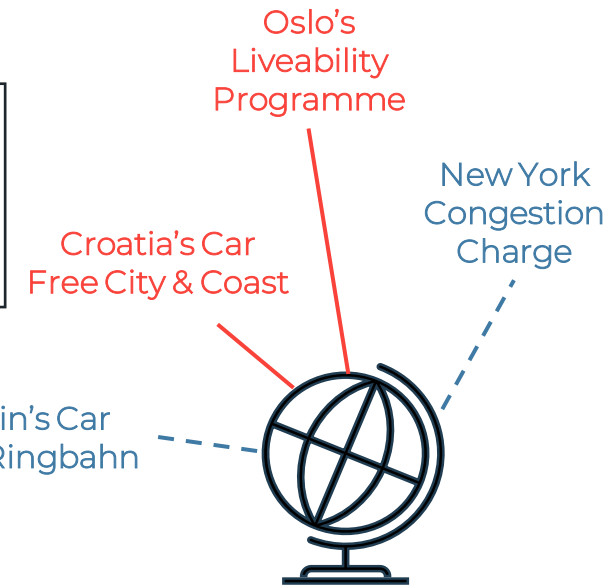 Oslo's
Liveability
Programme
New York
Congestion
Charge
Croatia's Car
Free City & Coast
in's Car
Ringbahn